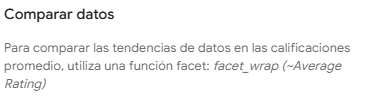 Comparar datos
Para comparar las tendencias de datos en las calificaciones
promedio, utiliza una función facet: facet_wrap (~Average
Rating)